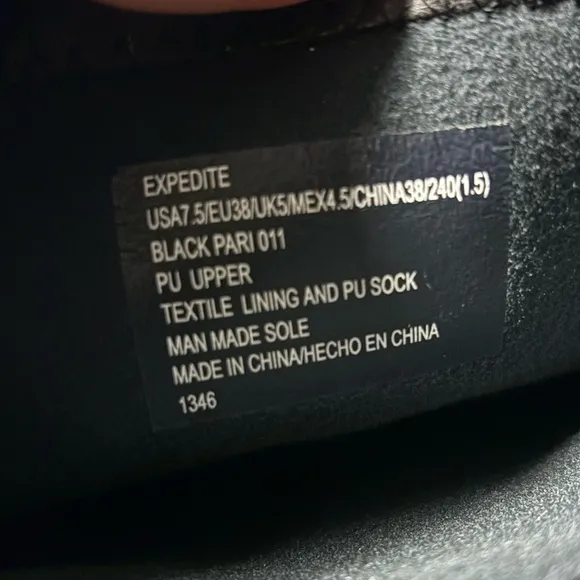 EXPEDITE
USA7.5/EU38/UK5/MEX4.5/CHINA38/240(1.5)
BLACK PARI 011
PU UPPER
TEXTILE LINING AND PU SOCK
MAN MADE SOLE
MADE IN CHINA/HECHO EN CHINA
1346